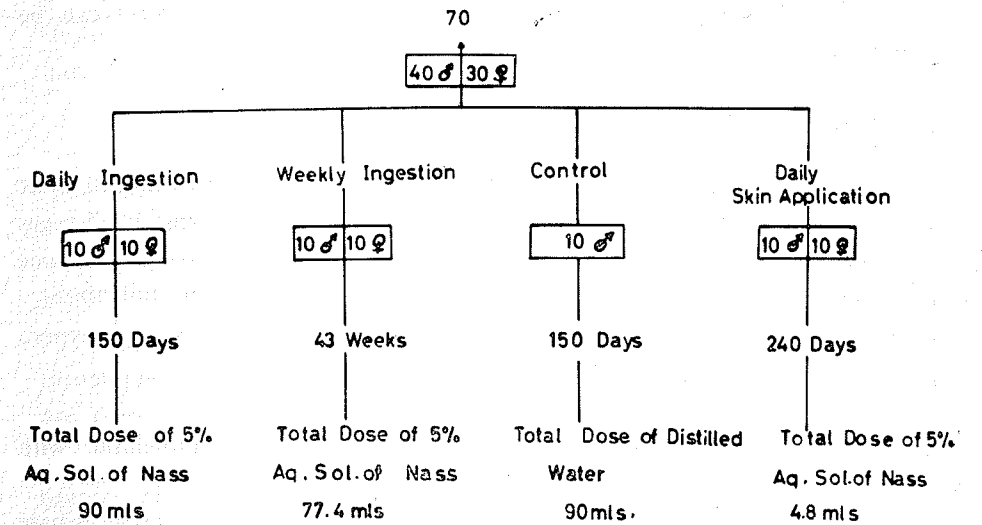 70
40 ♂ 30 ♀
Daily Ingestion
10 ♂ 10 ♀
150 Days
Total Dose of 5%
Aq. Sol. of Nass
90 mls
Weekly Ingestion
10 ♂ 10 ♀
43 Weeks
Total Dose of 5%
Aq. Sol. of Nass
77.4 mls
Control
10 ♂
150 Days
Total Dose of Distilled
Water
90 mls.
Daily
Skin Application
10 ♂ 10 ♀
240 Days
Total Dose of 5%
Aq. Sol. of Nass
4.8 mls